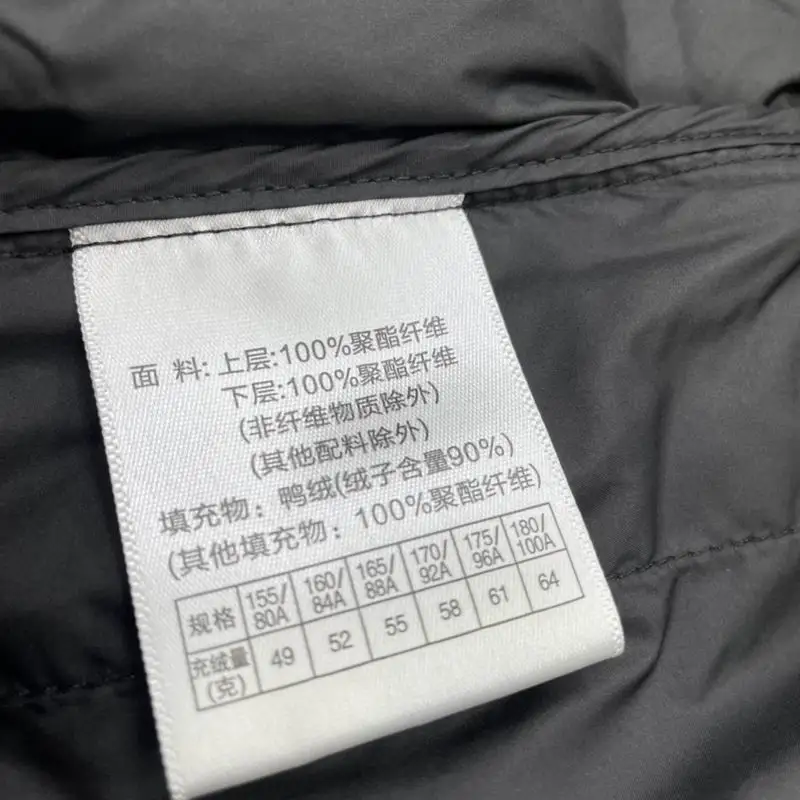 面 料: 上层:100%聚酯纤维
下层:100%聚酯纤维
(非纤维物质除外)
(其他配料除外)
填充物: 鸭绒(绒子含量90%)
(其他填充物: 100%聚酯纤维)
规格 155/80A 160/84A 165/88A 170/92A 175/96A 180/100A
充绒量(克) 49 52 55 58 61 64